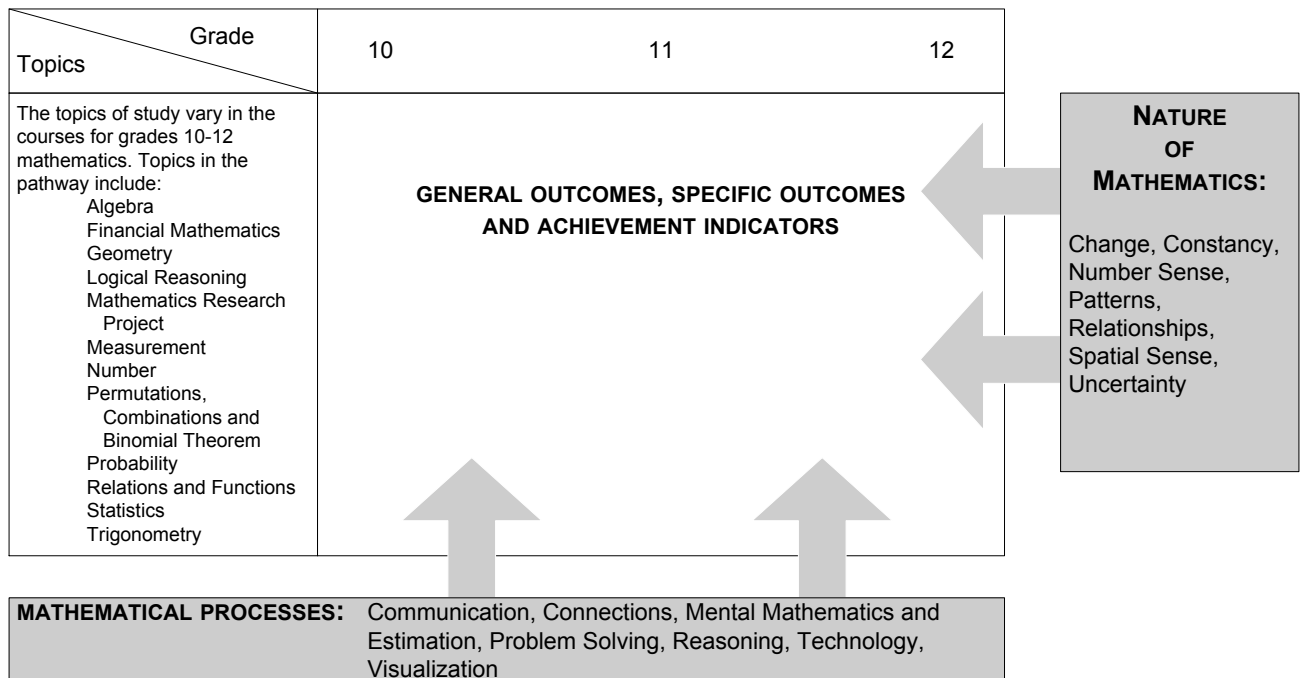 Grade
Topics
10 11 12
The topics of study vary in the
courses for grades 10-12
mathematics. Topics in the
pathway include:
Algebra
Financial Mathematics
Geometry
Logical Reasoning
Mathematics Research
Project
Measurement
Number
Permutations,
Combinations and
Binomial Theorem
Probability
Relations and Functions
Statistics
Trigonometry
GENERAL OUTCOMES, SPECIFIC OUTCOMES
AND ACHIEVEMENT INDICATORS
NATURE
OF
MATHEMATICS:
Change, Constancy,
Number Sense,
Patterns,
Relationships,
Spatial Sense,
Uncertainty
MATHEMATICAL PROCESSES: Communication, Connections, Mental Mathematics and
Estimation, Problem Solving, Reasoning, Technology,
Visualization